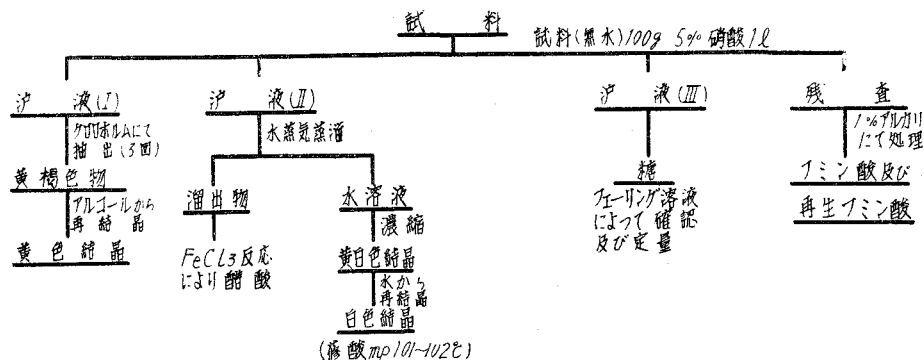 試料
試料(無水)100g 5% 硝酸1ℓ
沪液(I)
クロロホルムにて
抽出(3回)
黄褐色物
アルコールから
再結晶
黄色結晶
沪液(II)
水蒸気蒸溜
溜出物
FeCl3反応
により醋酸
水溶液
濃縮
黄白色結晶
水から
再結晶
白色結晶
(蓚酸mp101~102℃)
沪液(III)
糖
フェーリング溶液
によって確認
及び定量
残査
1%アルカリ
にて処理
フミン酸及び
再生フミン酸